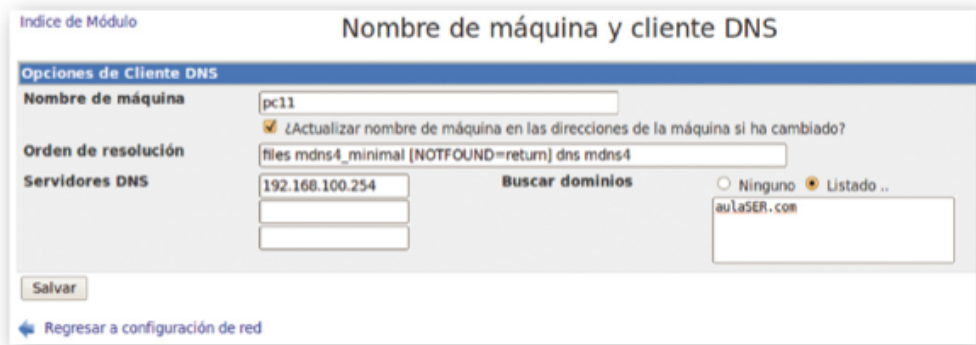 Indice de Módulo
Nombre de máquina y cliente DNS
Opciones de Cliente DNS
Nombre de máquina
pc11
¿Actualizar nombre de máquina en las direcciones de la máquina si ha cambiado?
Orden de resolución
files mdns4_minimal [NOTFOUND=return] dns mdns4
Servidores DNS
192.168.100.254
Buscar dominios
Ninguno
Listado ..
aulaSER.com
Salvar
Regresar a configuración de red